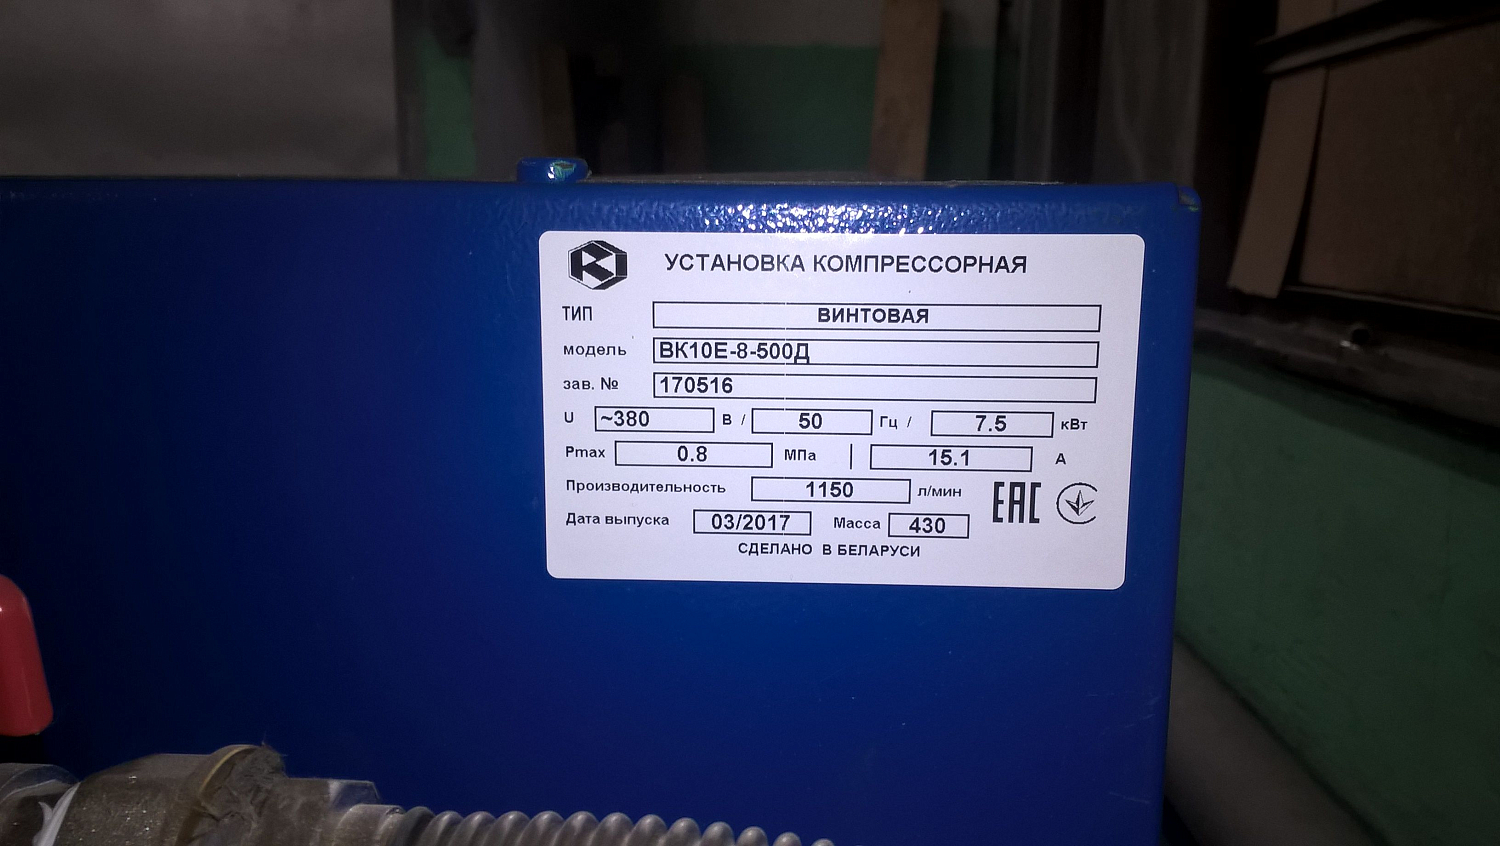 УСТАНОВКА КОМПРЕССОРНАЯ
ТИП ВИНТОВАЯ
модель ВК10Е-8-500Д
зав. № 170516
U ~380 В / 50 Гц / 7.5 кВт
Pmax 0.8 МПа | 15.1 А
Производительность 1150 л/мин
Дата выпуска 03/2017 Масса 430
ЕАС
СДЕЛАНО В БЕЛАРУСИ